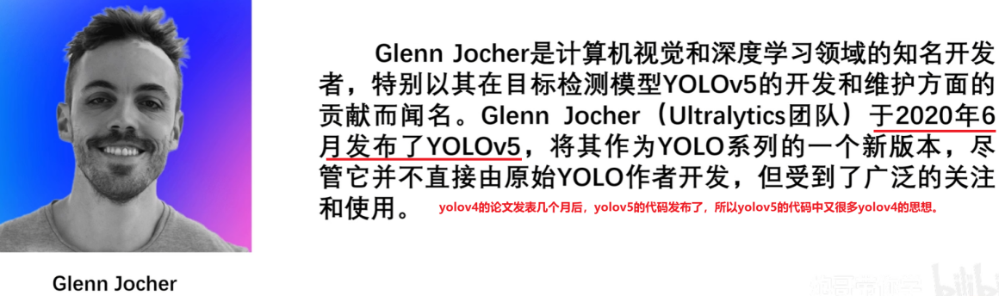 Glenn Jocher是计算机视觉和深度学习领域的知名开发
者，特别以其在目标检测模型YOLOv5的开发和维护方面的
贡献而闻名。Glenn Jocher（Ultralytics团队）于2020年6
月发布了YOLOv5，将其作为YOLO系列的一个新版本，尽
管它并不直接由原始YOLO作者开发，但受到了广泛的关注
和使用。
yolov4的论文发表几个月后，yolov5的代码发布了，所以yolov5的代码中又很多yolov4的思想。
Glenn Jocher
bilibi